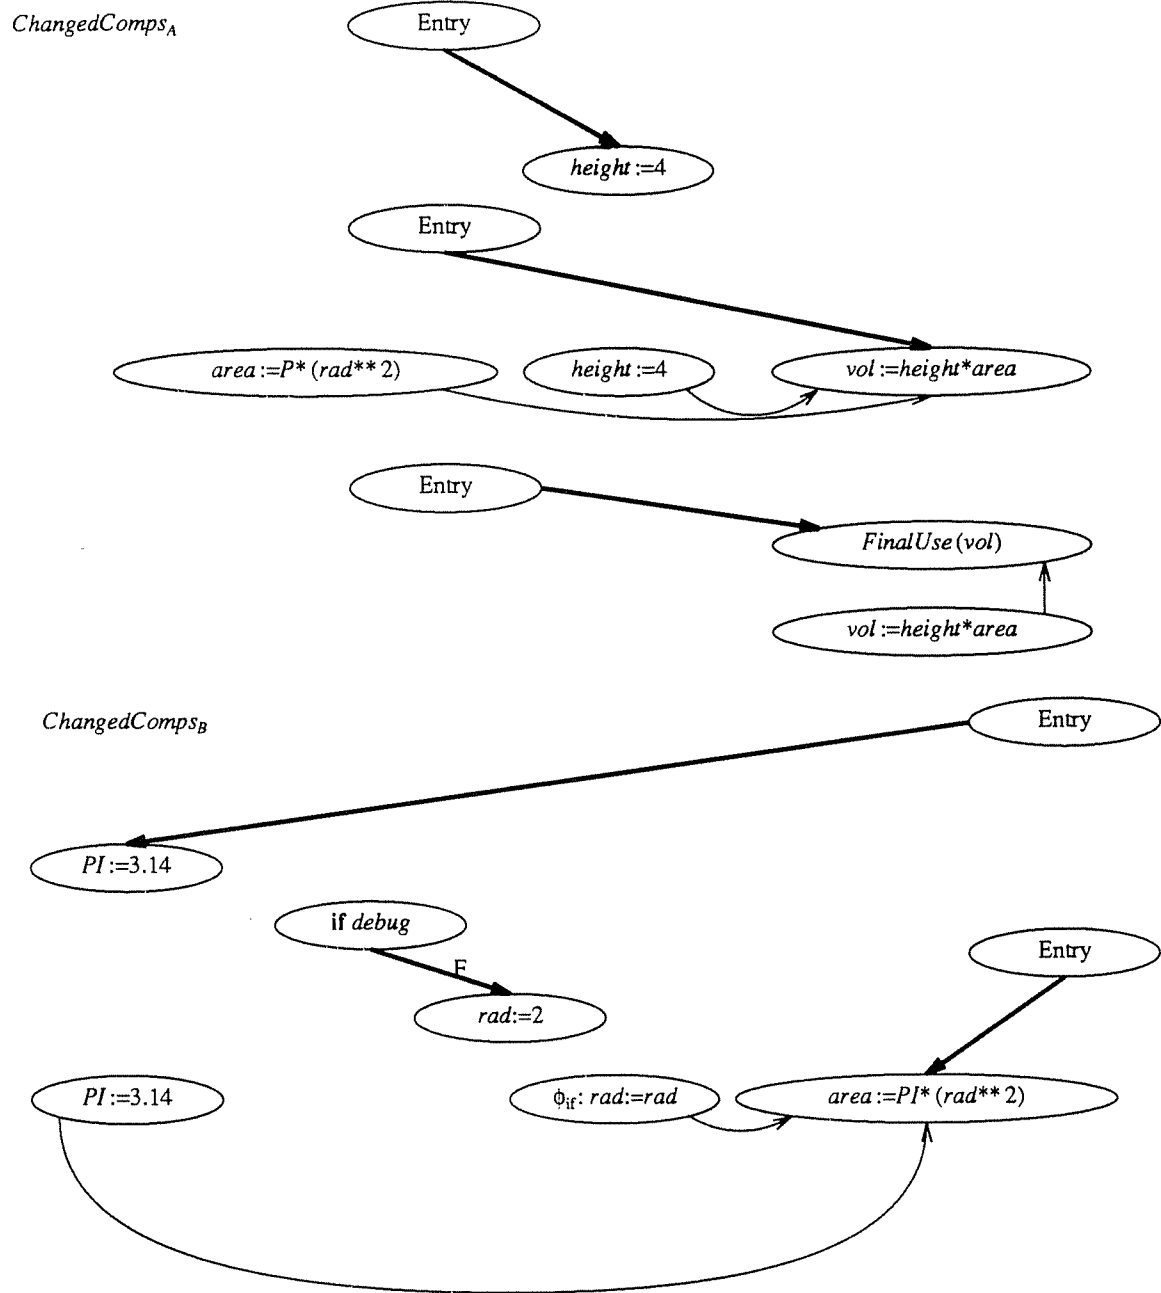 ChangedComps_A
Entry
height :=4
Entry
area :=P* (rad** 2)
height :=4
vol :=height*area
Entry
FinalUse (vol)
vol :=height*area
ChangedComps_B
Entry
PI :=3.14
if debug
Entry
F
rad:=2
PI :=3.14
ϕ_if: rad:=rad
area :=PI* (rad** 2)